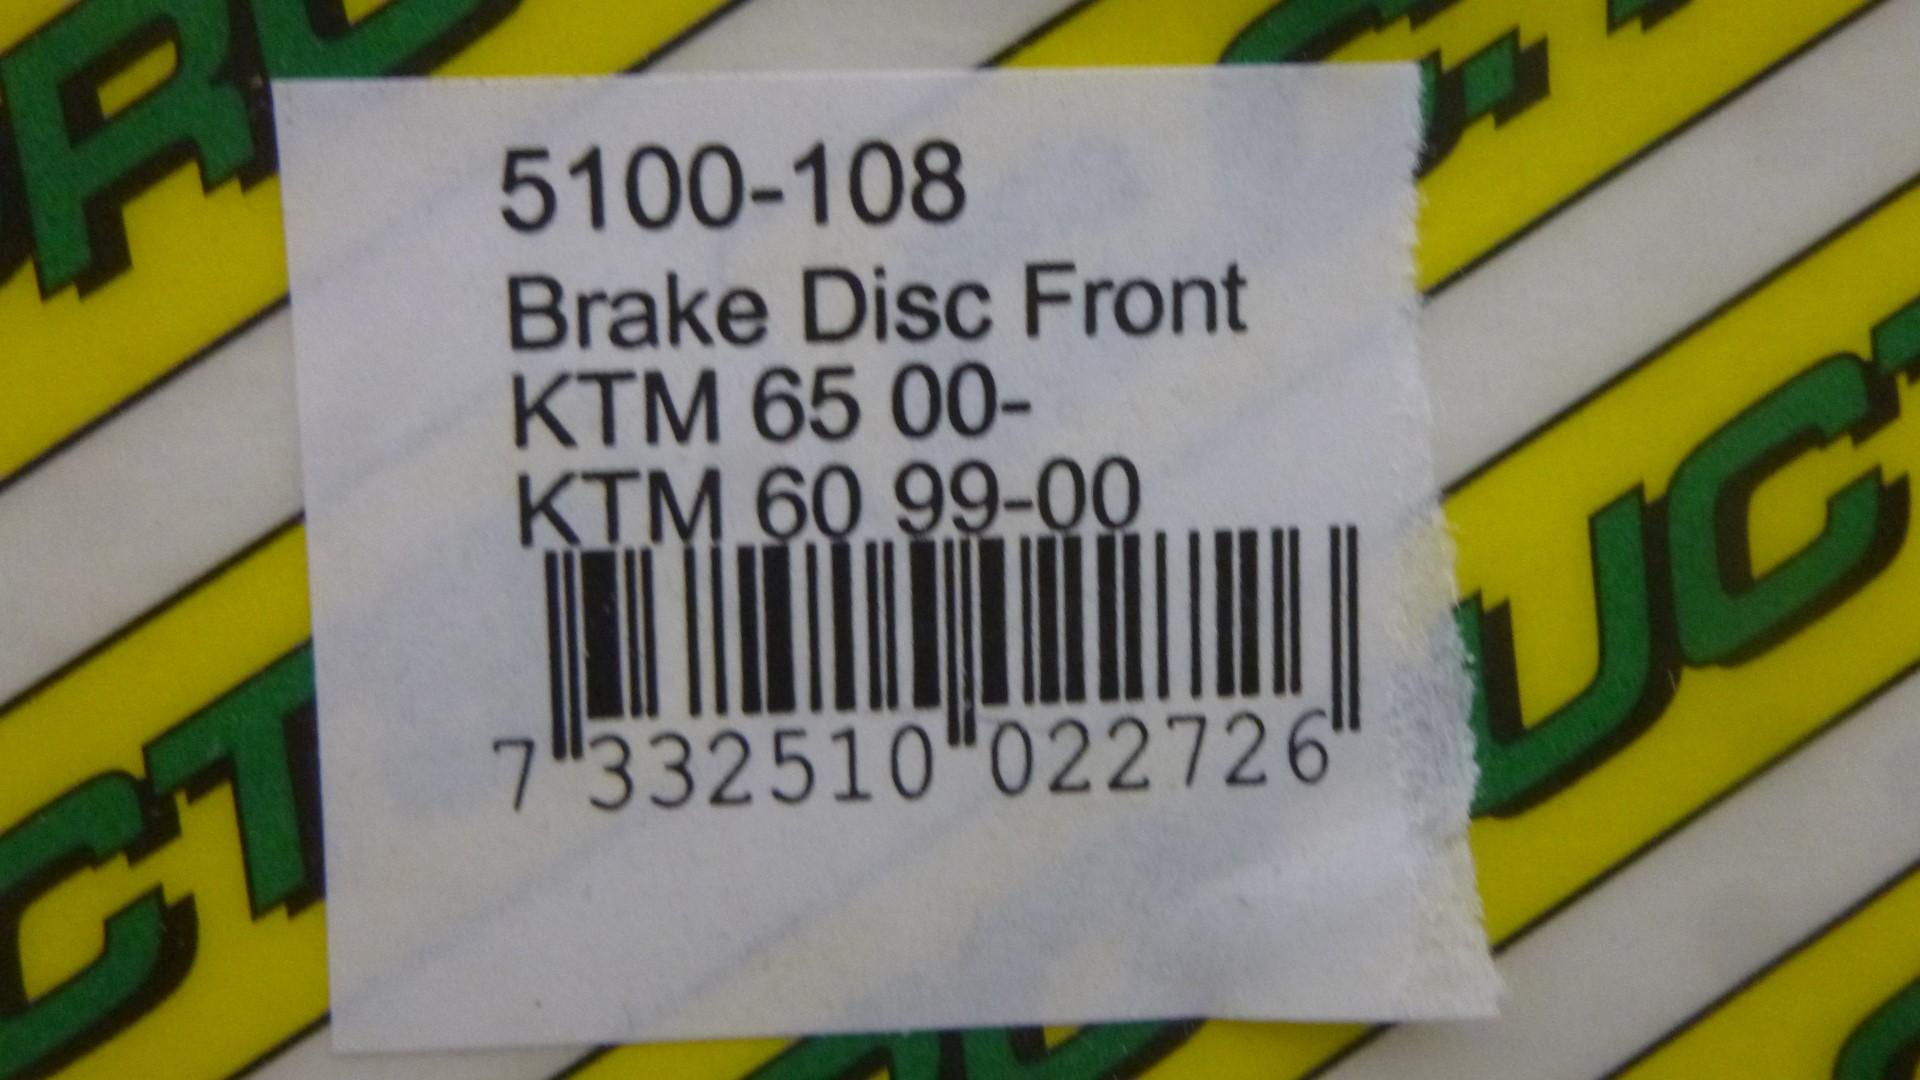 5100-108
Brake Disc Front
KTM 65 00-
KTM 60 99-00
7 332510 022726